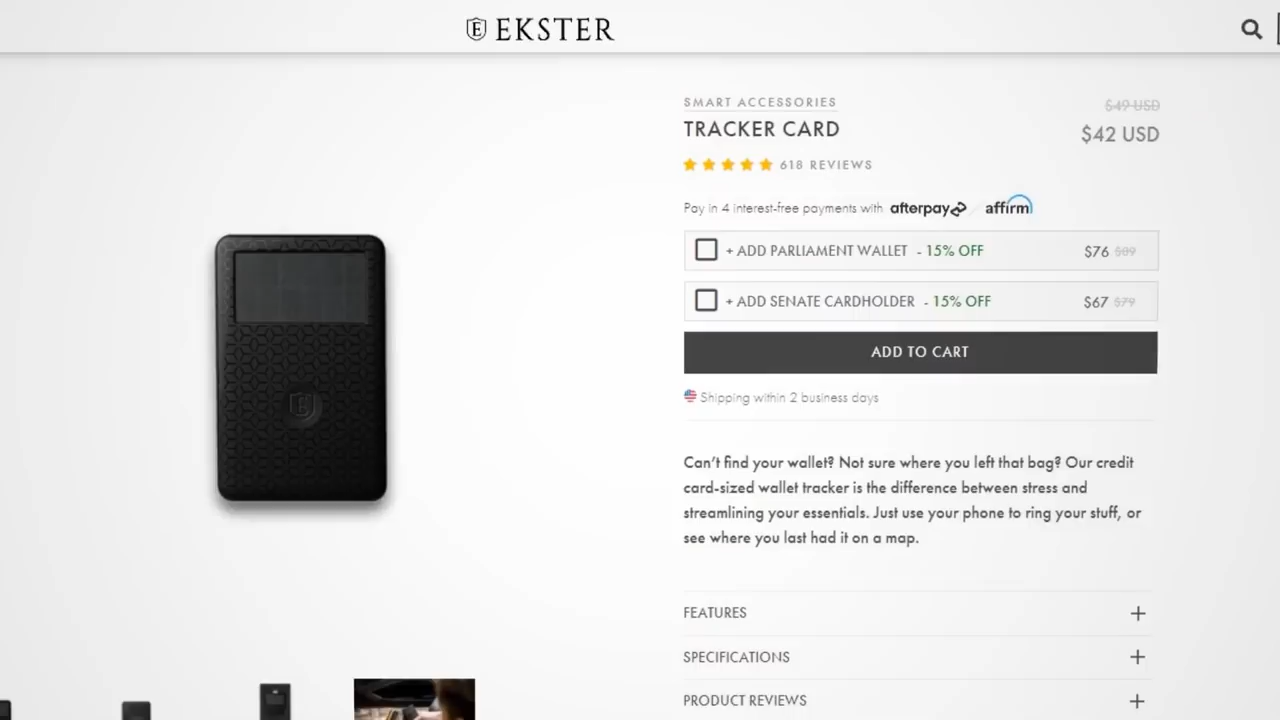 EKSTER
SMART ACCESSORIES
$49 USD
TRACKER CARD
$42 USD
618 REVIEWS
Pay in 4 interest-free payments with afterpay / affirm
+ ADD PARLIAMENT WALLET - 15% OFF $76 $89
+ ADD SENATE CARDHOLDER - 15% OFF $67 $79
ADD TO CART
Shipping within 2 business days
Can't find your wallet? Not sure where you left that bag? Our credit
card-sized wallet tracker is the difference between stress and
streamlining your essentials. Just use your phone to ring your stuff, or
see where you last had it on a map.
FEATURES +
SPECIFICATIONS +
PRODUCT REVIEWS +